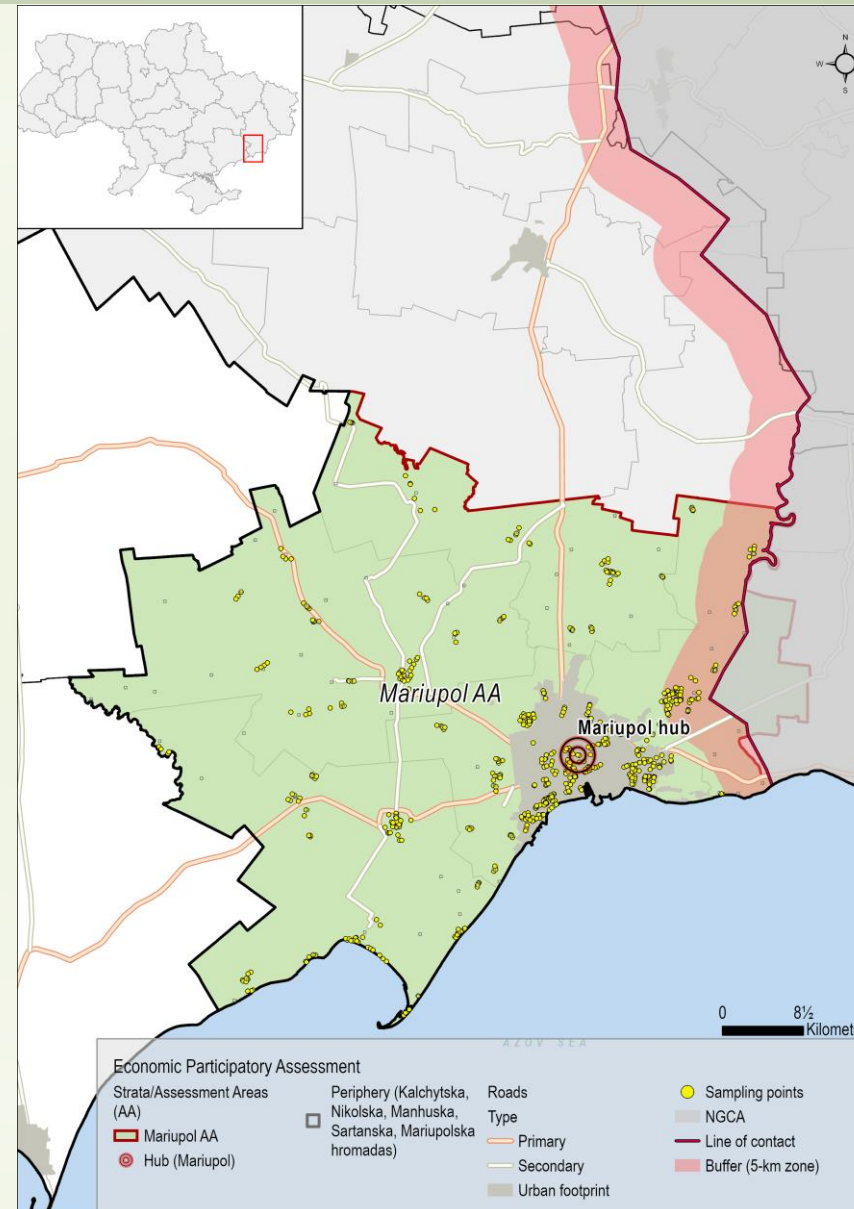 N
W
S
Mariupol AA
Mariupol hub
0 8½
Kilomet
AZOV SEA
Economic Participatory Assessment
Strata/Assessment Areas
(AA)
Mariupol AA
Hub (Mariupol)
Periphery (Kalchytska,
Nikolska, Manhuska,
Sartanska, Mariupolska
hromadas)
Roads
Type
Primary
Secondary
Urban footprint
Sampling points
NGCA
Line of contact
Buffer (5-km zone)